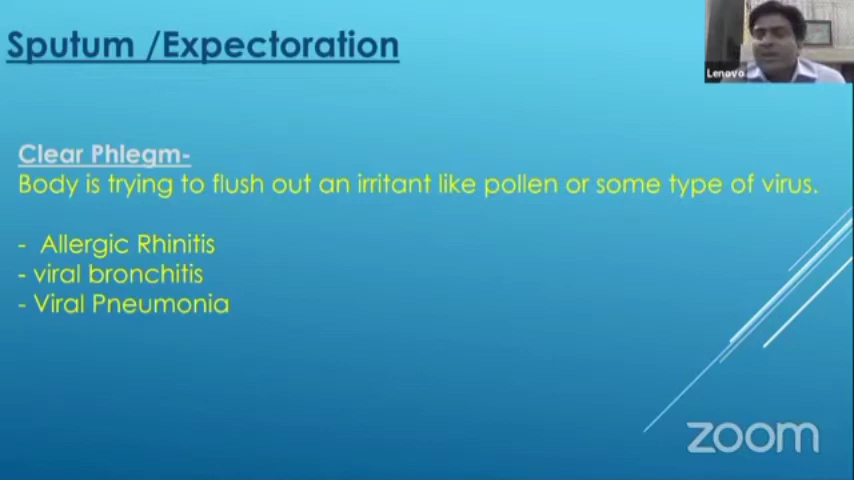 Sputum /Expectoration
Lenovo
Clear Phlegm-
Body is trying to flush out an irritant like pollen or some type of virus.
- Allergic Rhinitis
- viral bronchitis
- Viral Pneumonia
zoom